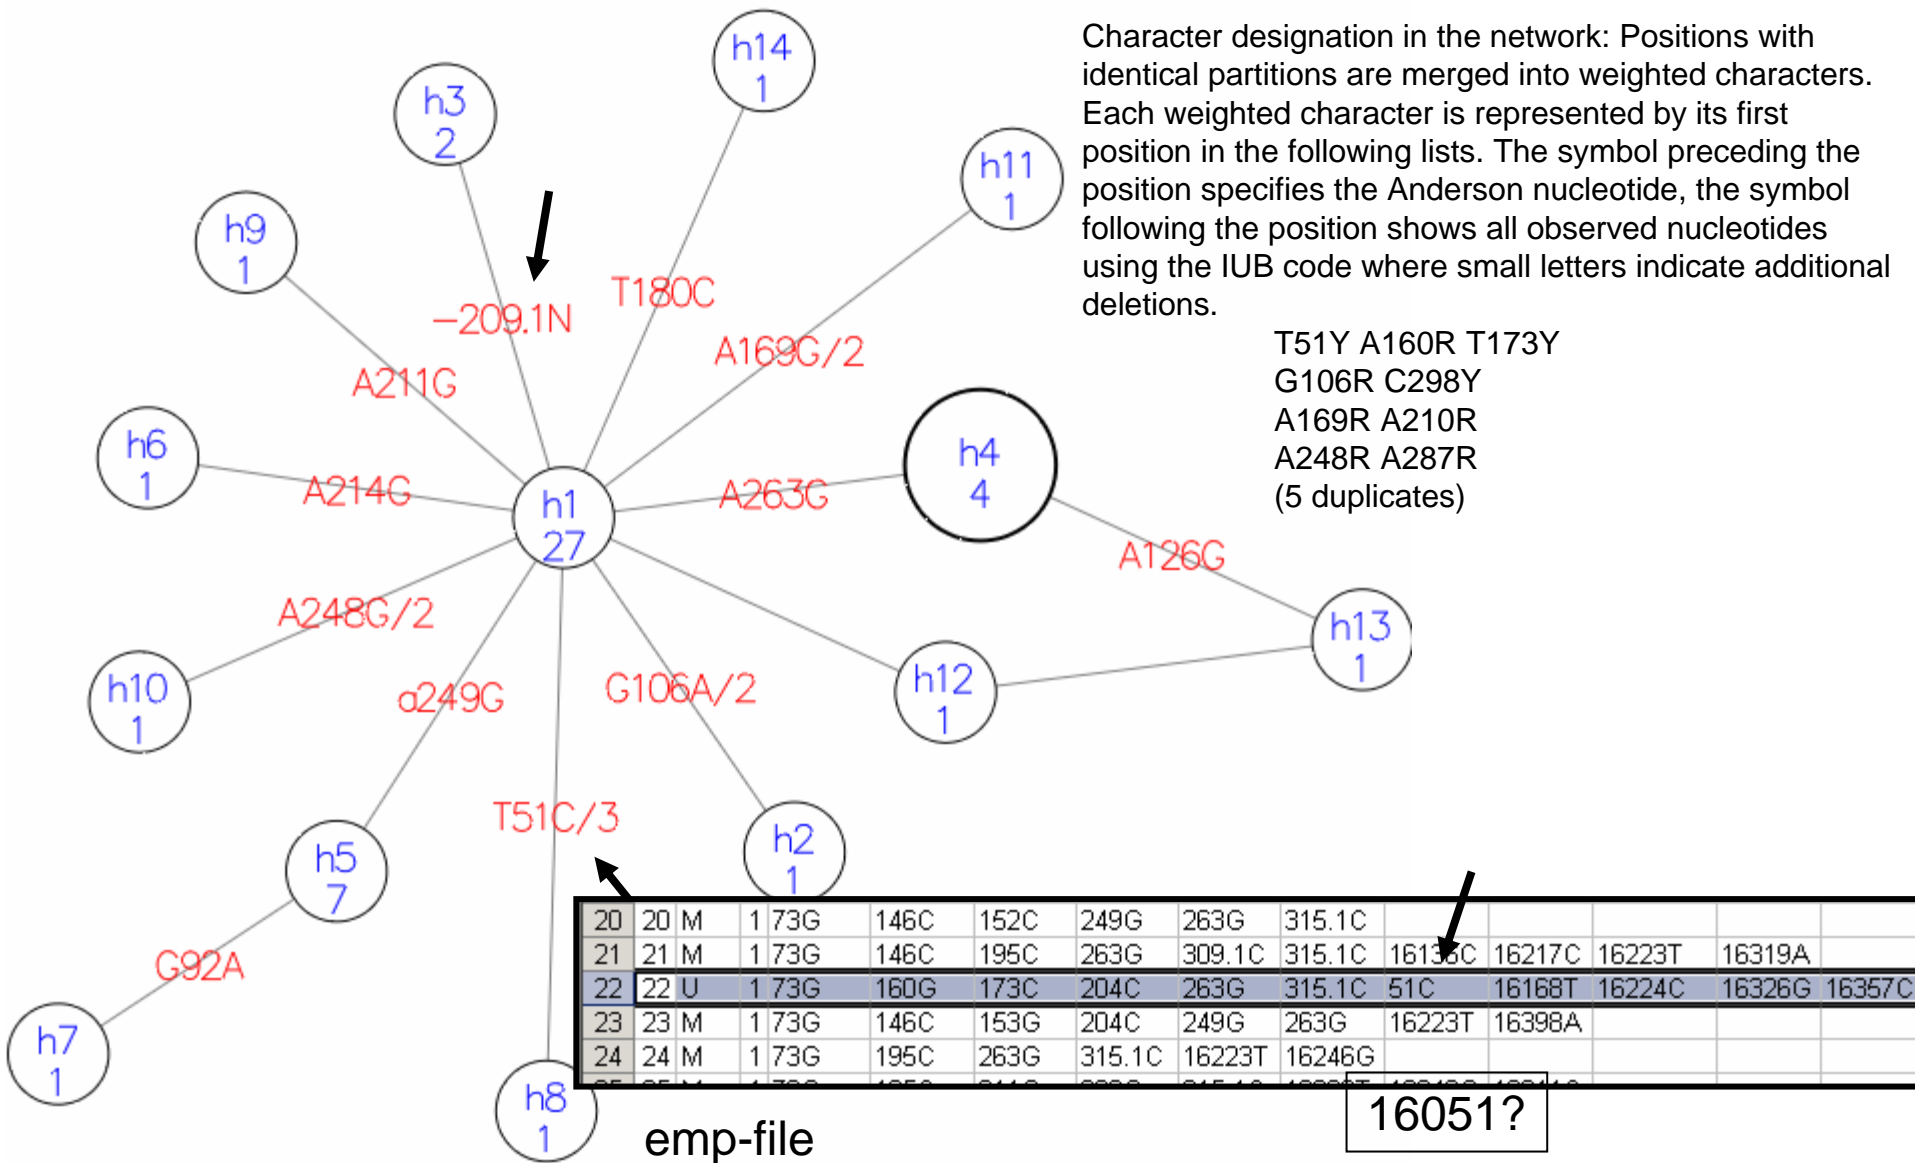 h14
1
h3
2
h11
1
h9
1
Character designation in the network: Positions with
identical partitions are merged into weighted characters.
Each weighted character is represented by its first
position in the following lists. The symbol preceding the
position specifies the Anderson nucleotide, the symbol
following the position shows all observed nucleotides
using the IUB code where small letters indicate additional
deletions.
T51Y A160R T173Y
G106R C298Y
A169R A210R
A248R A287R
(5 duplicates)
T180C
-209.1N
A169G/2
A211G
h6
1
A214G
h1
27
A263G
h4
4
A126G
A248G/2
h10
1
a249G
G106A/2
h12
1
h13
1
T51C/3
h5
7
h2
1
G92A
h7
1
h8
1
20 20 M 1 73G 146C 152C 249G 263G 315.1C
21 21 M 1 73G 146C 195C 263G 309.1C 315.1C 16217C 16223T 16319A
22 22 U 1 73G 160G 173C 204C 263G 315.1C 51C 16168T 16224C 16326G 16357C
23 23 M 1 73G 146C 153G 204C 249G 263G 16223T 16398A
24 24 M 1 73G 195C 263G 315.1C 16223T 16246G
16051?
emp-file